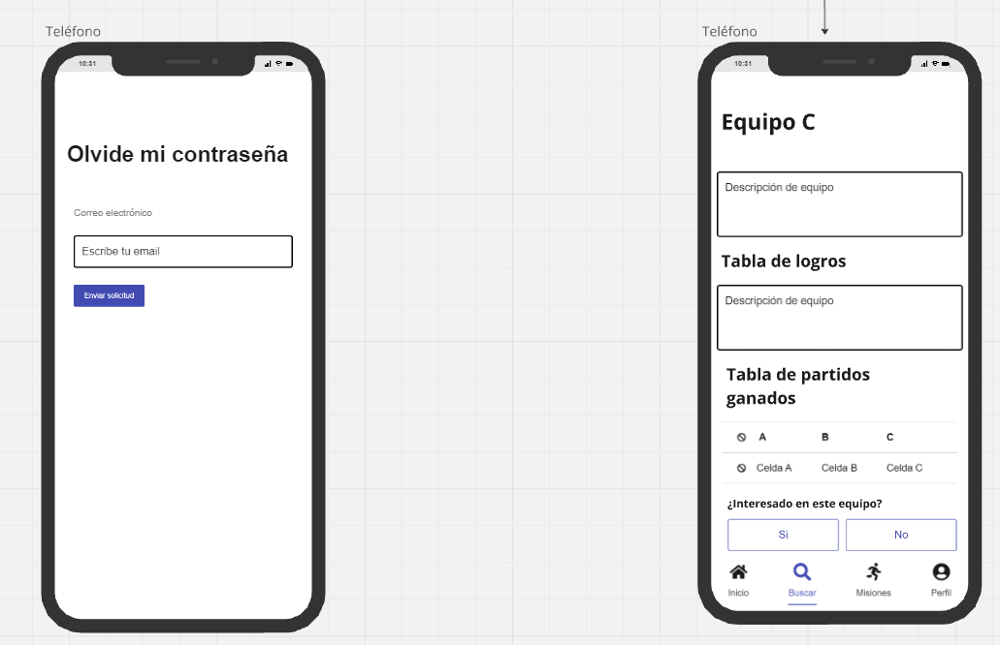 Teléfono
10:31
Olvide mi contraseña
Correo electrónico
Escribe tu email
Enviar solicitud
Teléfono
10:31
Equipo C
Descripción de equipo
Tabla de logros
Descripción de equipo
Tabla de partidos
ganados
A B C
Celda A Celda B Celda C
¿Interesado en este equipo?
Si No
Inicio Buscar Misiones Perfil